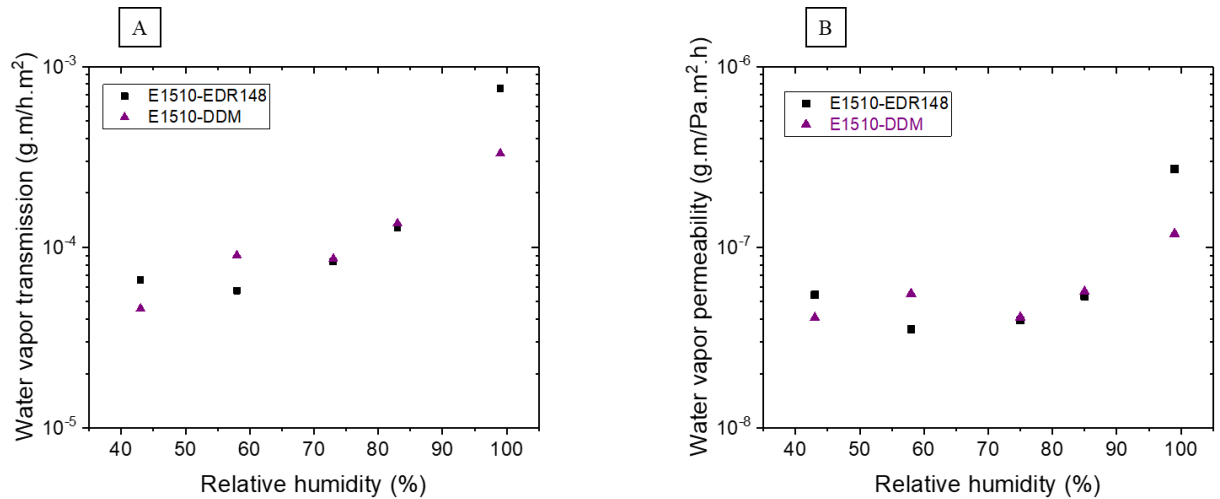 A
Water vapor transmission (g.m/h.m²)
10⁻³
10⁻⁴
10⁻⁵
E1510-EDR148
E1510-DDM
40 50 60 70 80 90 100
Relative humidity (%)
B
Water vapor permeability (g.m/Pa.m².h)
10⁻⁶
10⁻⁷
10⁻⁸
E1510-EDR148
E1510-DDM
40 50 60 70 80 90 100
Relative humidity (%)